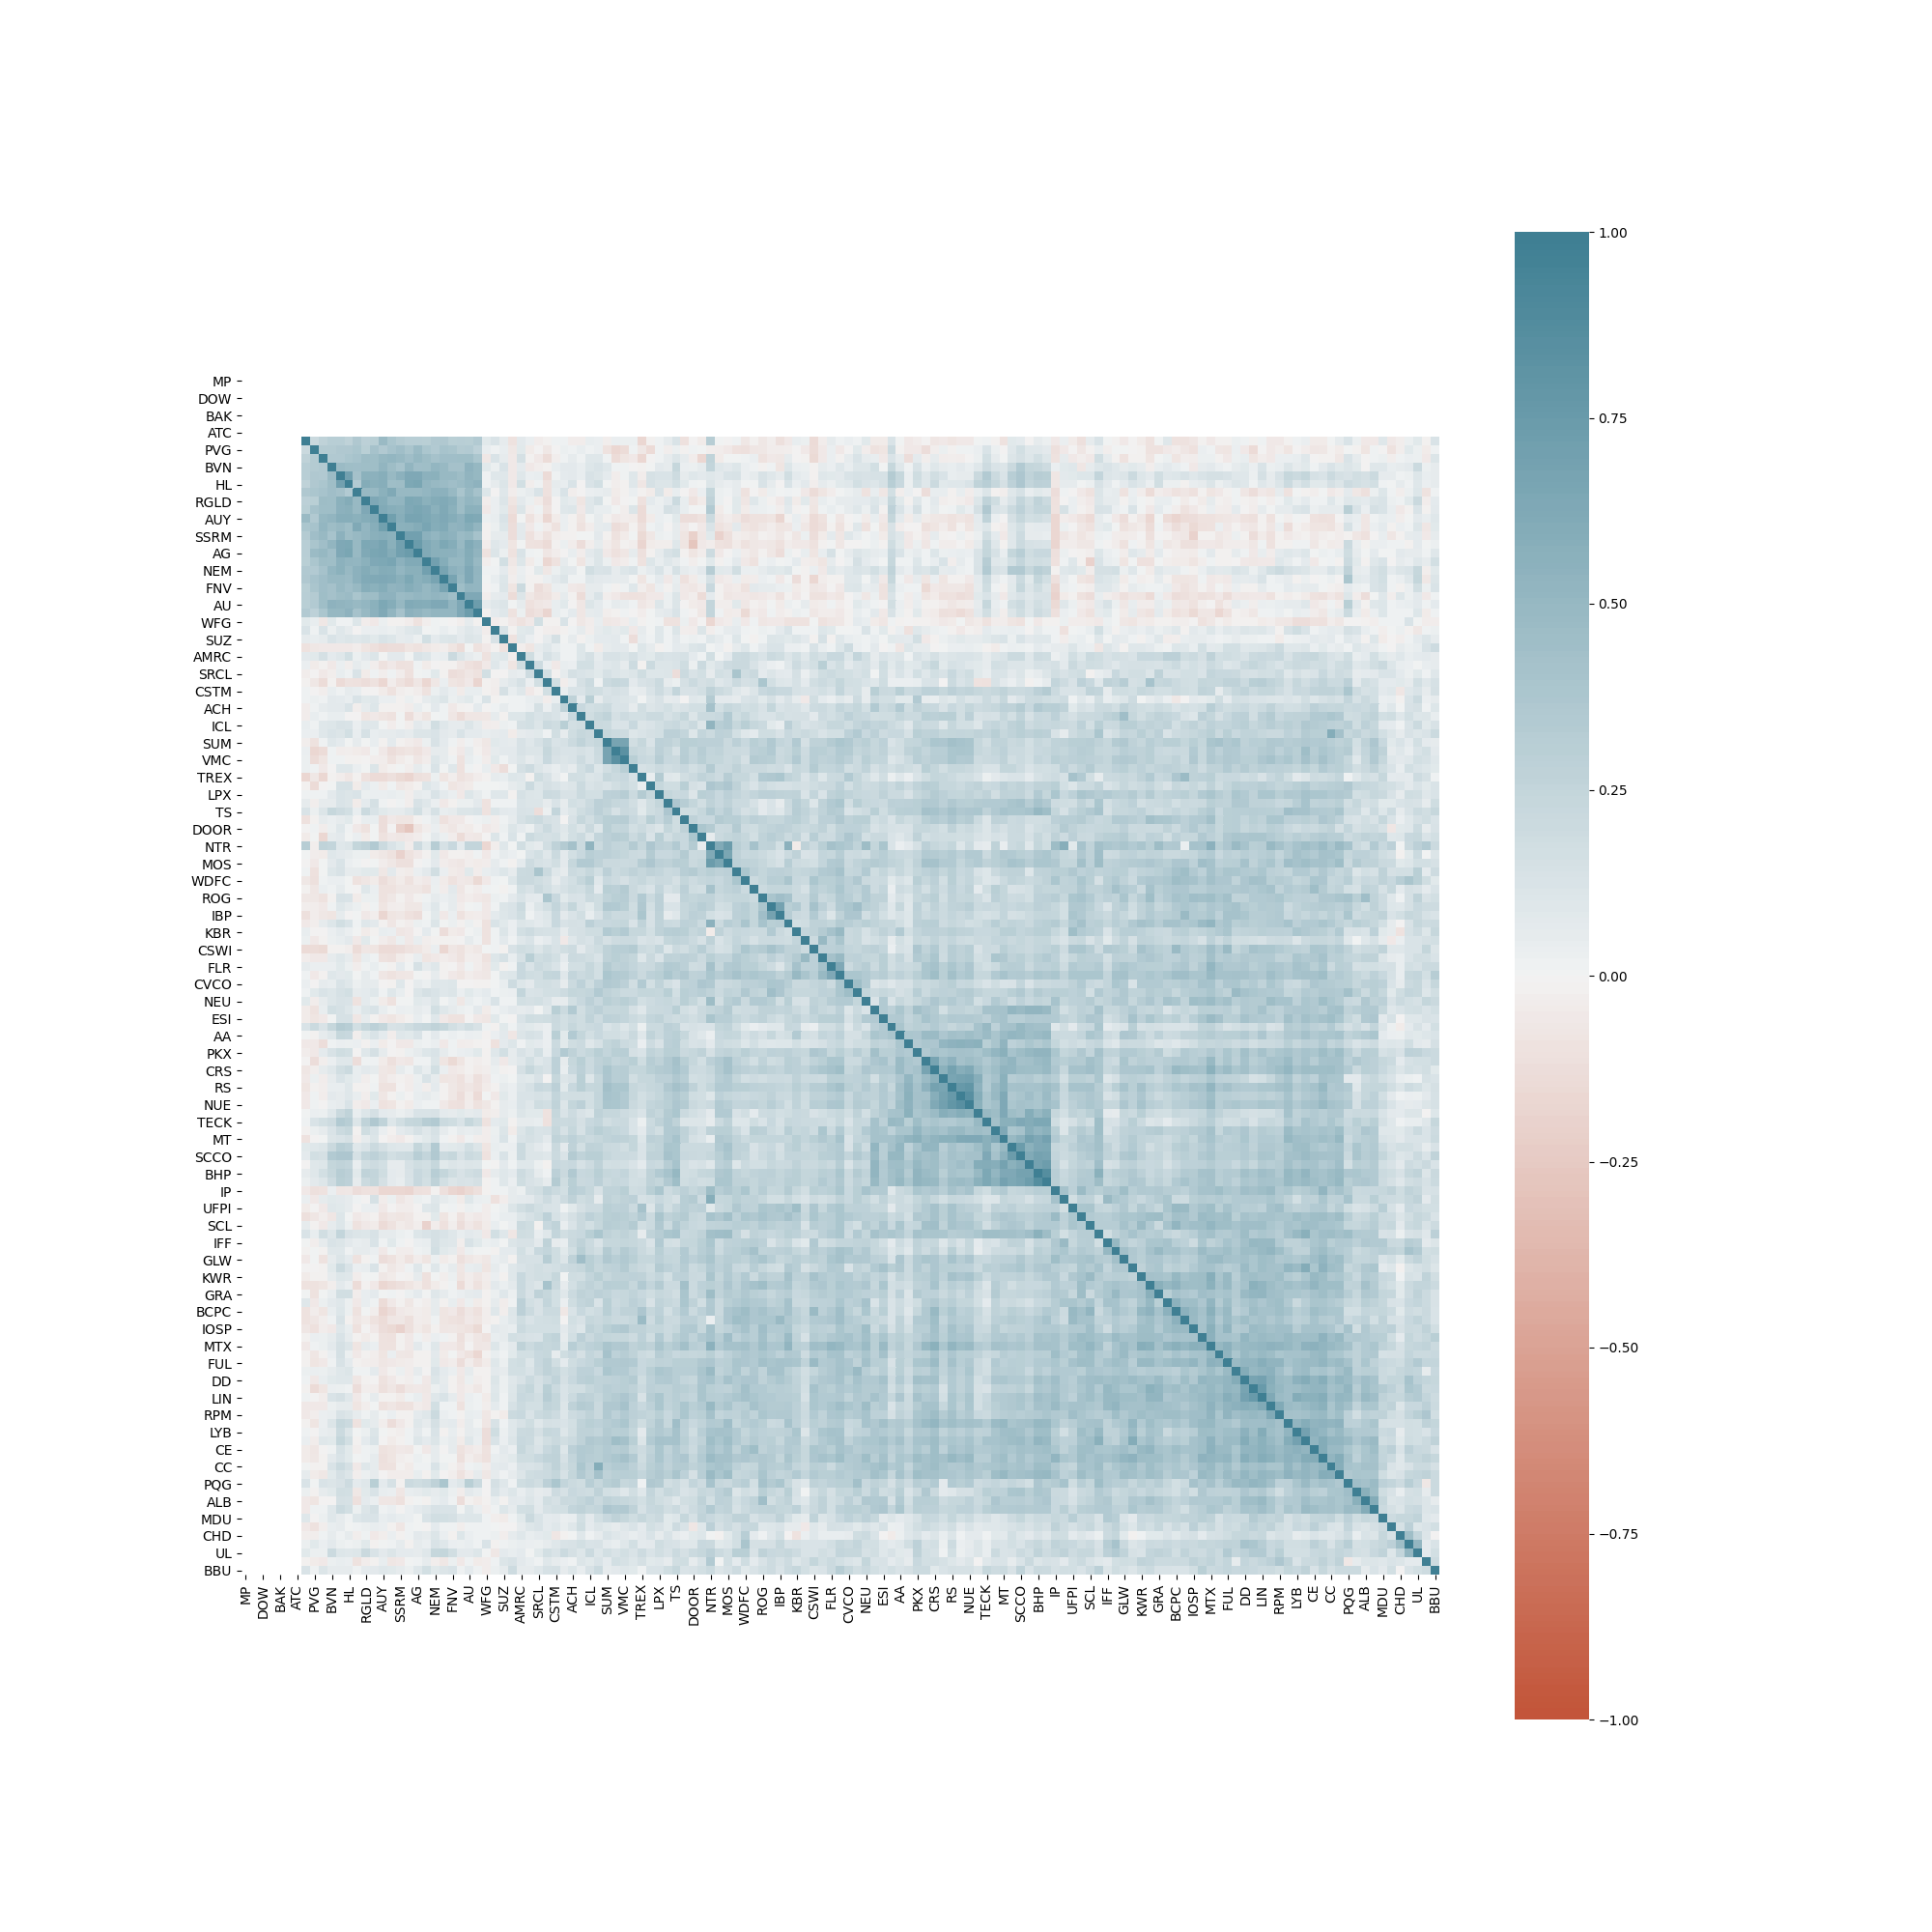 MP
DOW
BAK
ATC
PVG
BVN
HL
RGLD
AUY
SSRM
AG
NEM
FNV
AU
WFG
SUZ
AMRC
SRCL
CSTM
ACH
ICL
SUM
VMC
TREX
LPX
TS
DOOR
NTR
MOS
WDFC
ROG
IBP
KBR
CSWI
FLR
CVCO
NEU
ESI
AA
PKX
CRS
RS
NUE
TECK
MT
SCCO
BHP
IP
UFPI
SCL
IFF
GLW
KWR
GRA
BCPC
IOSP
MTX
FUL
DD
LIN
RPM
LYB
CE
CC
PQG
ALB
MDU
CHD
UL
BBU
MP DOW BAK ATC PVG BVN HL RGLD AUY SSRM AG NEM FNV AU WFG SUZ AMRC SRCL CSTM ACH ICL SUM VMC TREX LPX TS DOOR NTR MOS WDFC ROG IBP KBR CSWI FLR CVCO NEU ESI AA PKX CRS RS NUE TECK MT SCCO BHP IP UFPI SCL IFF GLW KWR GRA BCPC IOSP MTX FUL DD LIN RPM LYB CE CC PQG ALB MDU CHD UL BBU
1.00
0.75
0.50
0.25
0.00
−0.25
−0.50
−0.75
−1.00